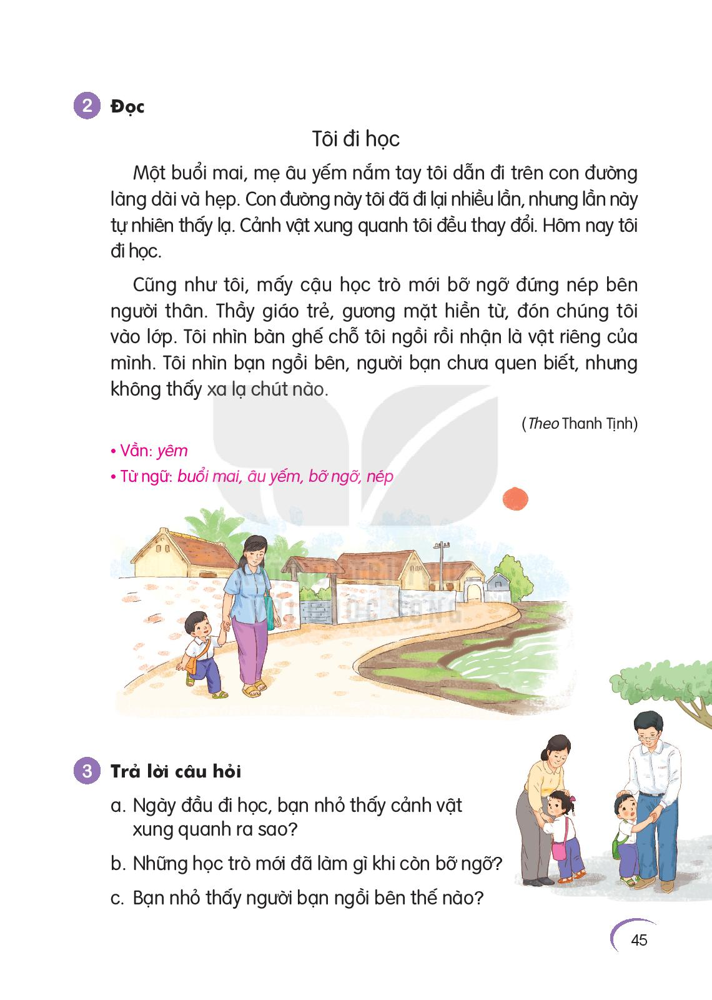 2 Đọc
Tôi đi học
Một buổi mai, mẹ âu yếm nắm tay tôi dẫn đi trên con đường
làng dài và hẹp. Con đường này tôi đã đi lại nhiều lần, nhưng lần này
tự nhiên thấy lạ. Cảnh vật xung quanh tôi đều thay đổi. Hôm nay tôi
đi học.
Cũng như tôi, mấy cậu học trò mới bỡ ngỡ đứng nép bên
người thân. Thầy giáo trẻ, gương mặt hiền từ, đón chúng tôi
vào lớp. Tôi nhìn bàn ghế chỗ tôi ngồi rồi nhận là vật riêng của
mình. Tôi nhìn bạn ngồi bên, người bạn chưa quen biết, nhưng
không thấy xa lạ chút nào.
(Theo Thanh Tịnh)
• Vần: yêm
• Từ ngữ: buổi mai, âu yếm, bỡ ngỡ, nép
KẾT NỐI TRI THỨC
VỚI CUỘC SỐNG
3 Trả lời câu hỏi
a. Ngày đầu đi học, bạn nhỏ thấy cảnh vật
xung quanh ra sao?
b. Những học trò mới đã làm gì khi còn bỡ ngỡ?
c. Bạn nhỏ thấy người bạn ngồi bên thế nào?
45